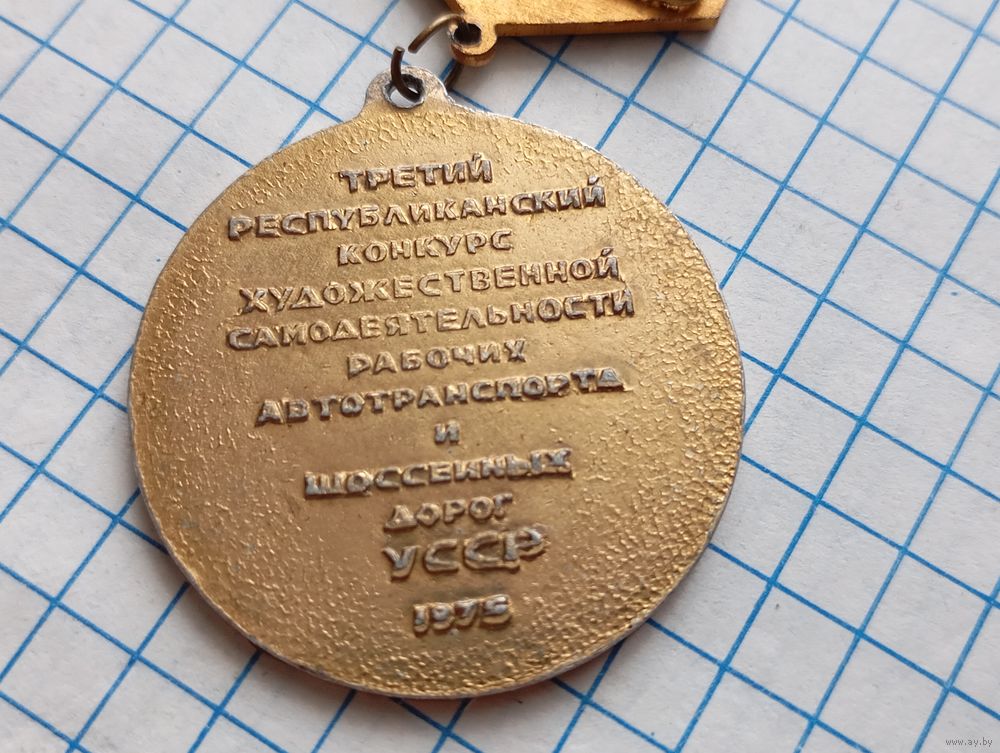 ТРЕТИЙ
РЕСПУБЛИКАНСКИЙ
КОНКУРС
ХУДОЖЕСТВЕННОЙ
САМОДЕЯТЕЛЬНОСТИ
РАБОЧИХ
АВТОТРАНСПОРТА
И
ШОССЕЙНЫХ
ДОРОГ
УССР
1975
www.ay.by